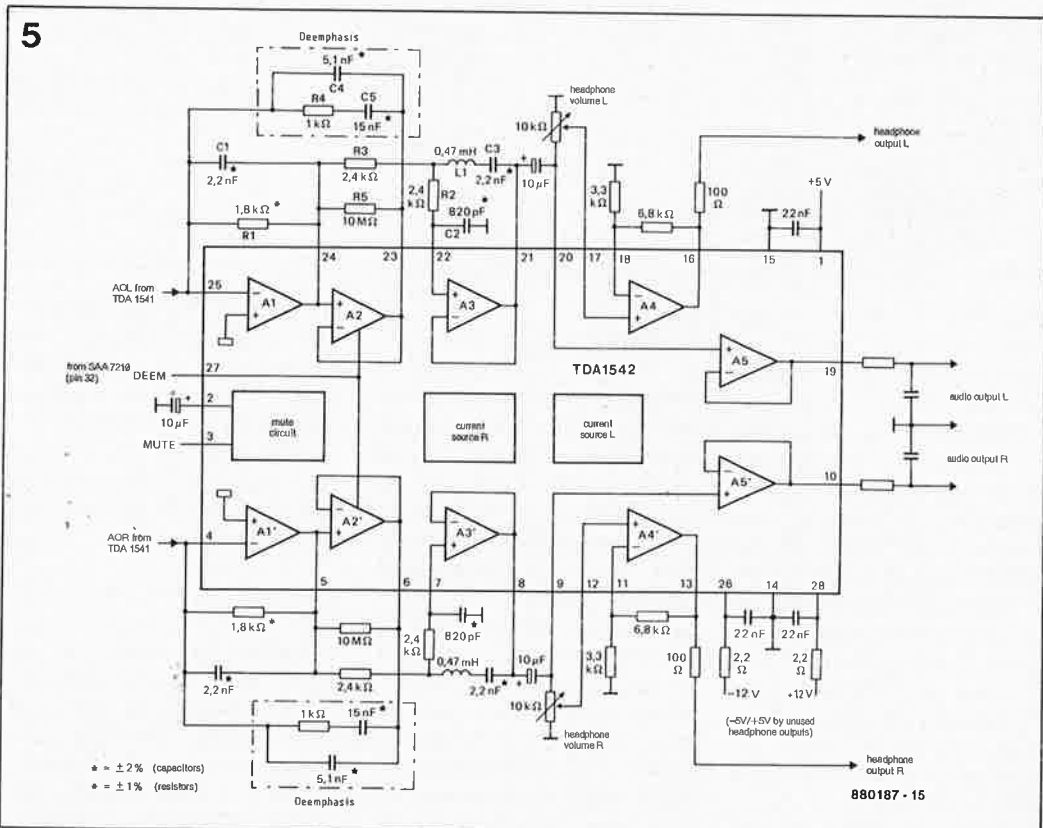 5
Deemphasis
5,1 nF *
C4
R4
C5
1 kΩ
15 nF *
C1
2,2 nF *
R3
2,4 kΩ
0,47 mH
L1
C3
2,2 nF *
+
10 µF
headphone
volume L
10 kΩ
headphone
output L
R5
10 MΩ
1,8 kΩ *
R1
2,4
kΩ
R2
820 pF *
C2
3,3
kΩ
6,8 kΩ
100
Ω
+5 V
22 nF
24
23
22
21
20
17
18
16
15
1
AOL from
TDA 1541
25
A1
A2
A3
A4
A5
TDA1542
19
audio output L
from SAA 7210
(pin 32)
DEEM
27
+
10 µF
2
MUTE
3
mute
circuit
current
source R
current
source L
audio output R
10
A5'
AOR from
TDA 1541
4
A1'
A2'
A3'
A4'
5
6
7
8
9
12
11
13
26
14
28
1,8 kΩ *
10 MΩ
2,4 kΩ
2,2 nF *
2,4
kΩ
820 pF *
0,47 mH
2,2 nF *
10 µF
+
10 kΩ
headphone
volume R
3,3
kΩ
6,8 kΩ
100
Ω
22 nF
22 nF
2,2
Ω
2,2
Ω
−12 V
+12 V
(−5V/+5V by unused
headphone outputs)
1 kΩ
15 nF *
5,1 nF *
Deemphasis
* = ± 2% (capacitors)
* = ± 1% (resistors)
headphone
output R
880187 - 15